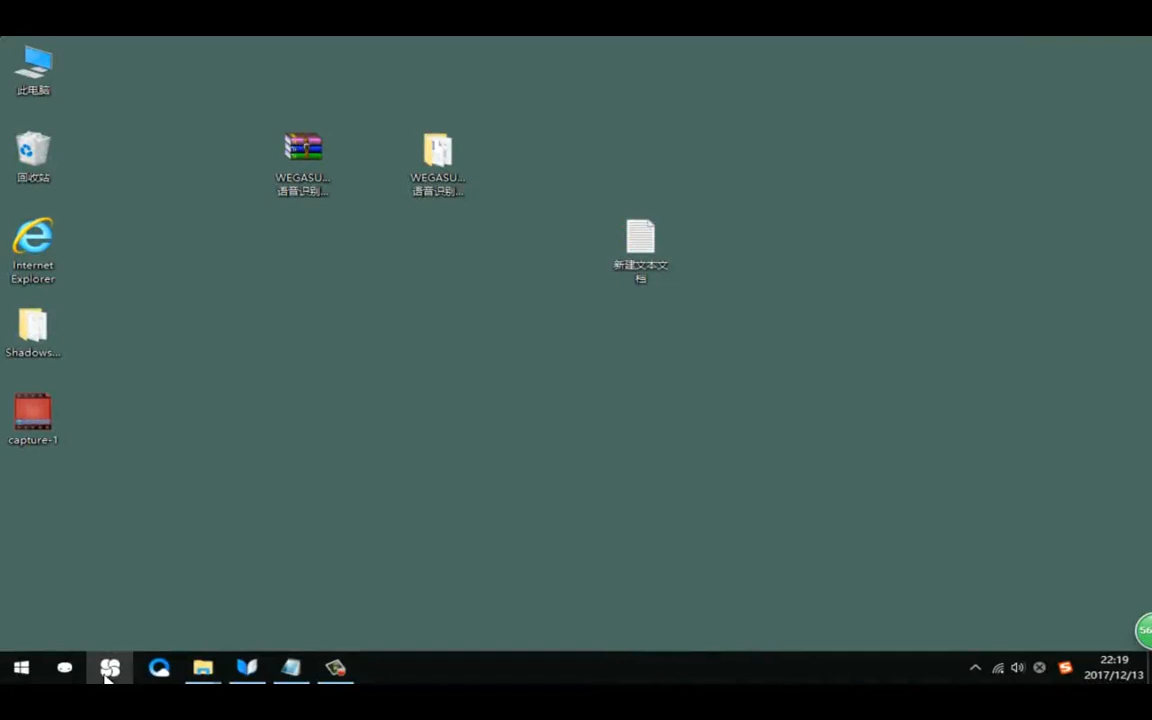 此电脑
回收站
Internet
Explorer
Shadows...
capture-1
WEGASU...
语音识别...
WEGASU...
语音识别...
新建文本文
档
56
22:19
2017/12/13